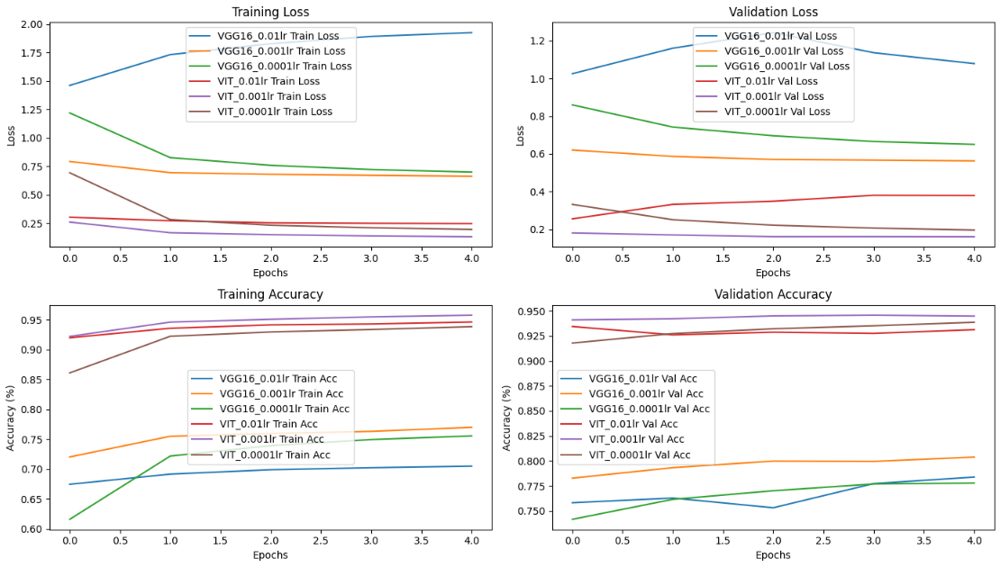 Training Loss
VGG16_0.01lr Train Loss
VGG16_0.001lr Train Loss
VGG16_0.0001lr Train Loss
VIT_0.01lr Train Loss
VIT_0.001lr Train Loss
VIT_0.0001lr Train Loss
2.00
1.75
1.50
1.25
1.00
0.75
0.50
0.25
Loss
0.0 0.5 1.0 1.5 2.0 2.5 3.0 3.5 4.0
Epochs
Validation Loss
VGG16_0.01lr Val Loss
VGG16_0.001lr Val Loss
VGG16_0.0001lr Val Loss
VIT_0.01lr Val Loss
VIT_0.001lr Val Loss
VIT_0.0001lr Val Loss
1.2
1.0
0.8
0.6
0.4
0.2
Loss
0.0 0.5 1.0 1.5 2.0 2.5 3.0 3.5 4.0
Epochs
Training Accuracy
0.95
0.90
0.85
0.80
0.75
0.70
0.65
0.60
Accuracy (%)
VGG16_0.01lr Train Acc
VGG16_0.001lr Train Acc
VGG16_0.0001lr Train Acc
VIT_0.01lr Train Acc
VIT_0.001lr Train Acc
VIT_0.0001lr Train Acc
0.0 0.5 1.0 1.5 2.0 2.5 3.0 3.5 4.0
Epochs
Validation Accuracy
0.950
0.925
0.900
0.875
0.850
0.825
0.800
0.775
0.750
Accuracy (%)
VGG16_0.01lr Val Acc
VGG16_0.001lr Val Acc
VGG16_0.0001lr Val Acc
VIT_0.01lr Val Acc
VIT_0.001lr Val Acc
VIT_0.0001lr Val Acc
0.0 0.5 1.0 1.5 2.0 2.5 3.0 3.5 4.0
Epochs